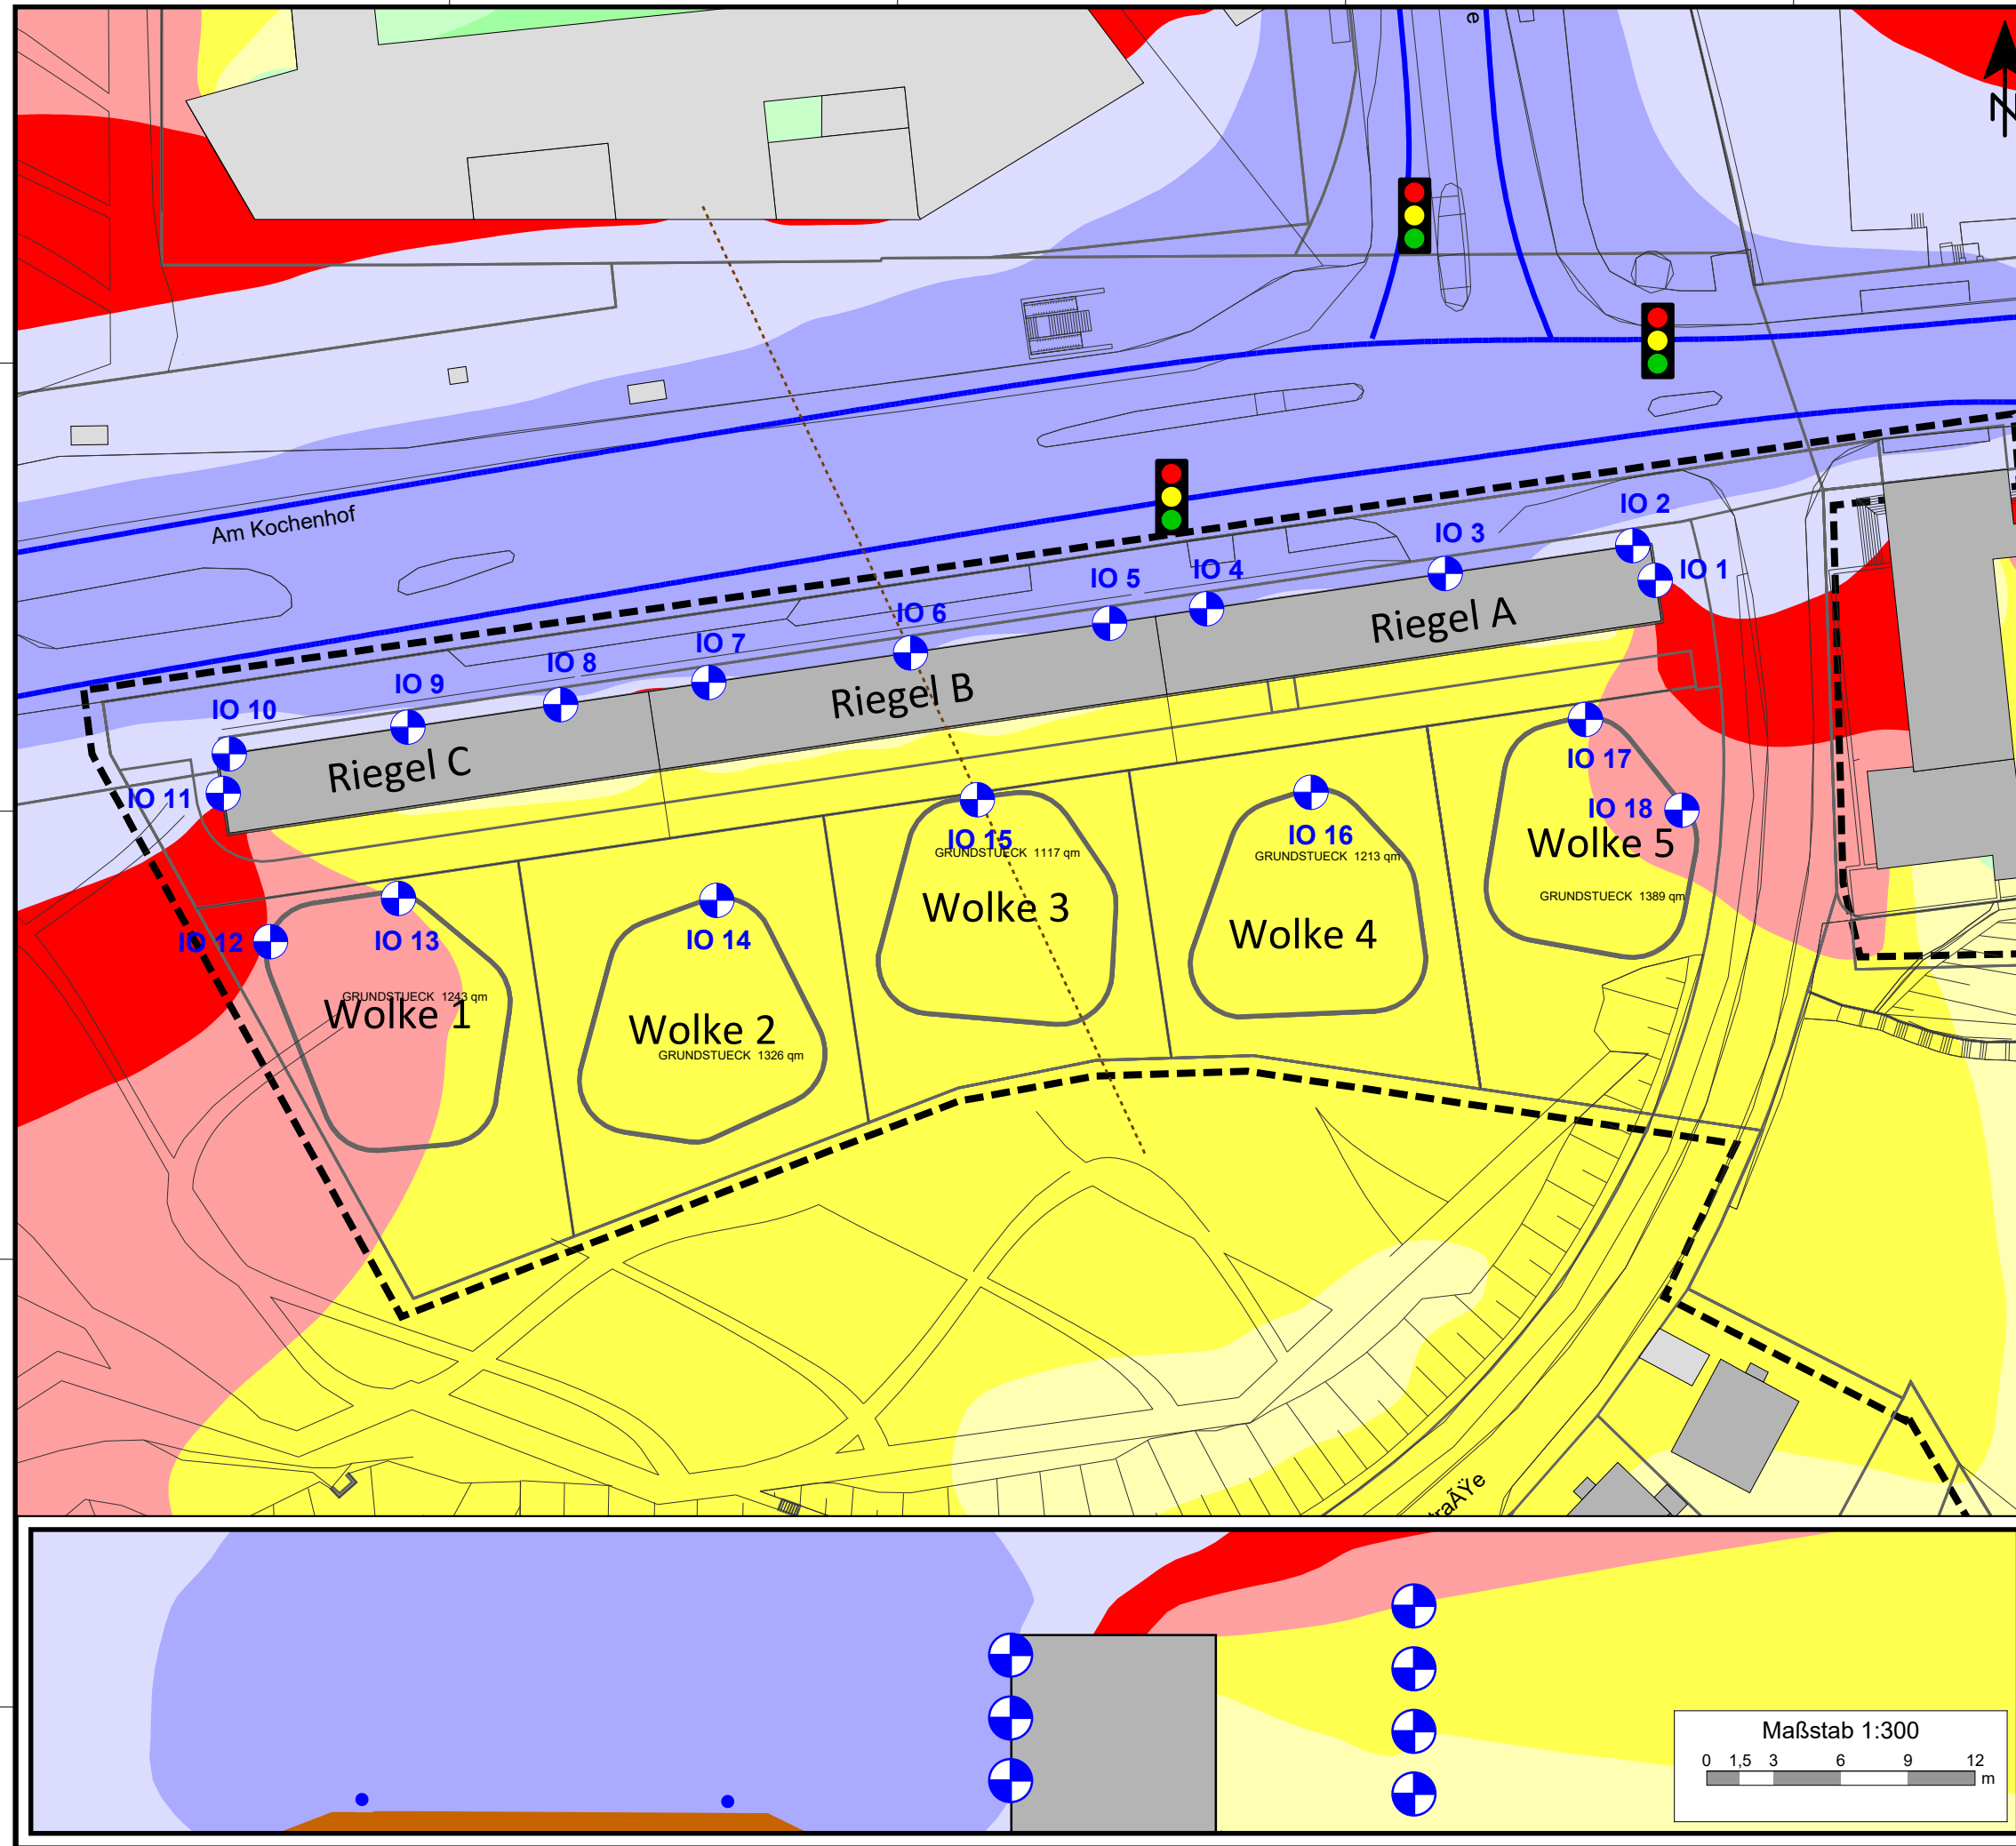 e
N
Am Kochenhof
IO 2
IO 3
IO 1
IO 4
IO 5
IO 6
IO 7
IO 8
IO 9
IO 10
IO 11
Riegel A
Riegel B
Riegel C
IO 17
IO 18
Wolke 5
GRUNDSTUECK 1389 qm
IO 15
GRUNDSTUECK 1117 qm
Wolke 3
IO 16
GRUNDSTUECK 1213 qm
Wolke 4
IO 12
IO 13
GRUNDSTUECK 1243 qm
Wolke 1
IO 14
Wolke 2
GRUNDSTUECK 1326 qm
traÃŸe
Maßstab 1:300
0 1,5 3 6 9 12
m